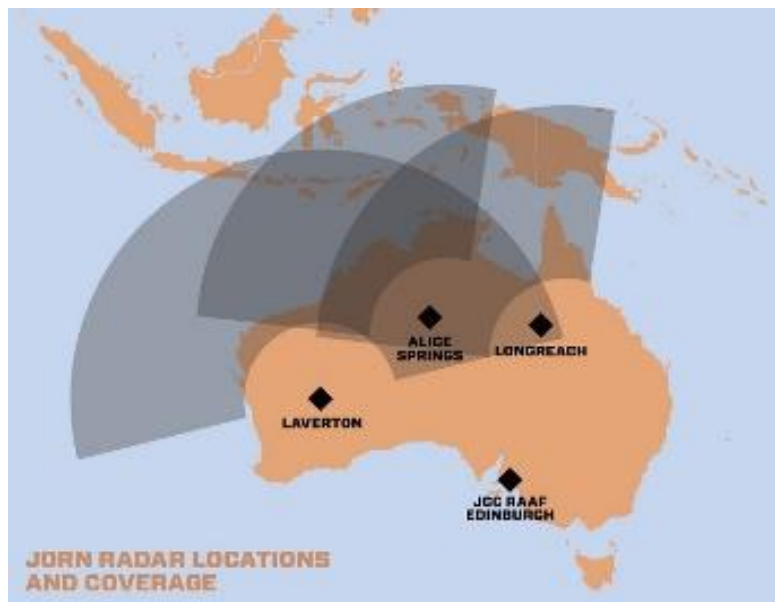 ALICE
SPRINGS
LONGREACH
LAVERTON
JCC RAAF
EDINBURGH
JORN RADAR LOCATIONS
AND COVERAGE